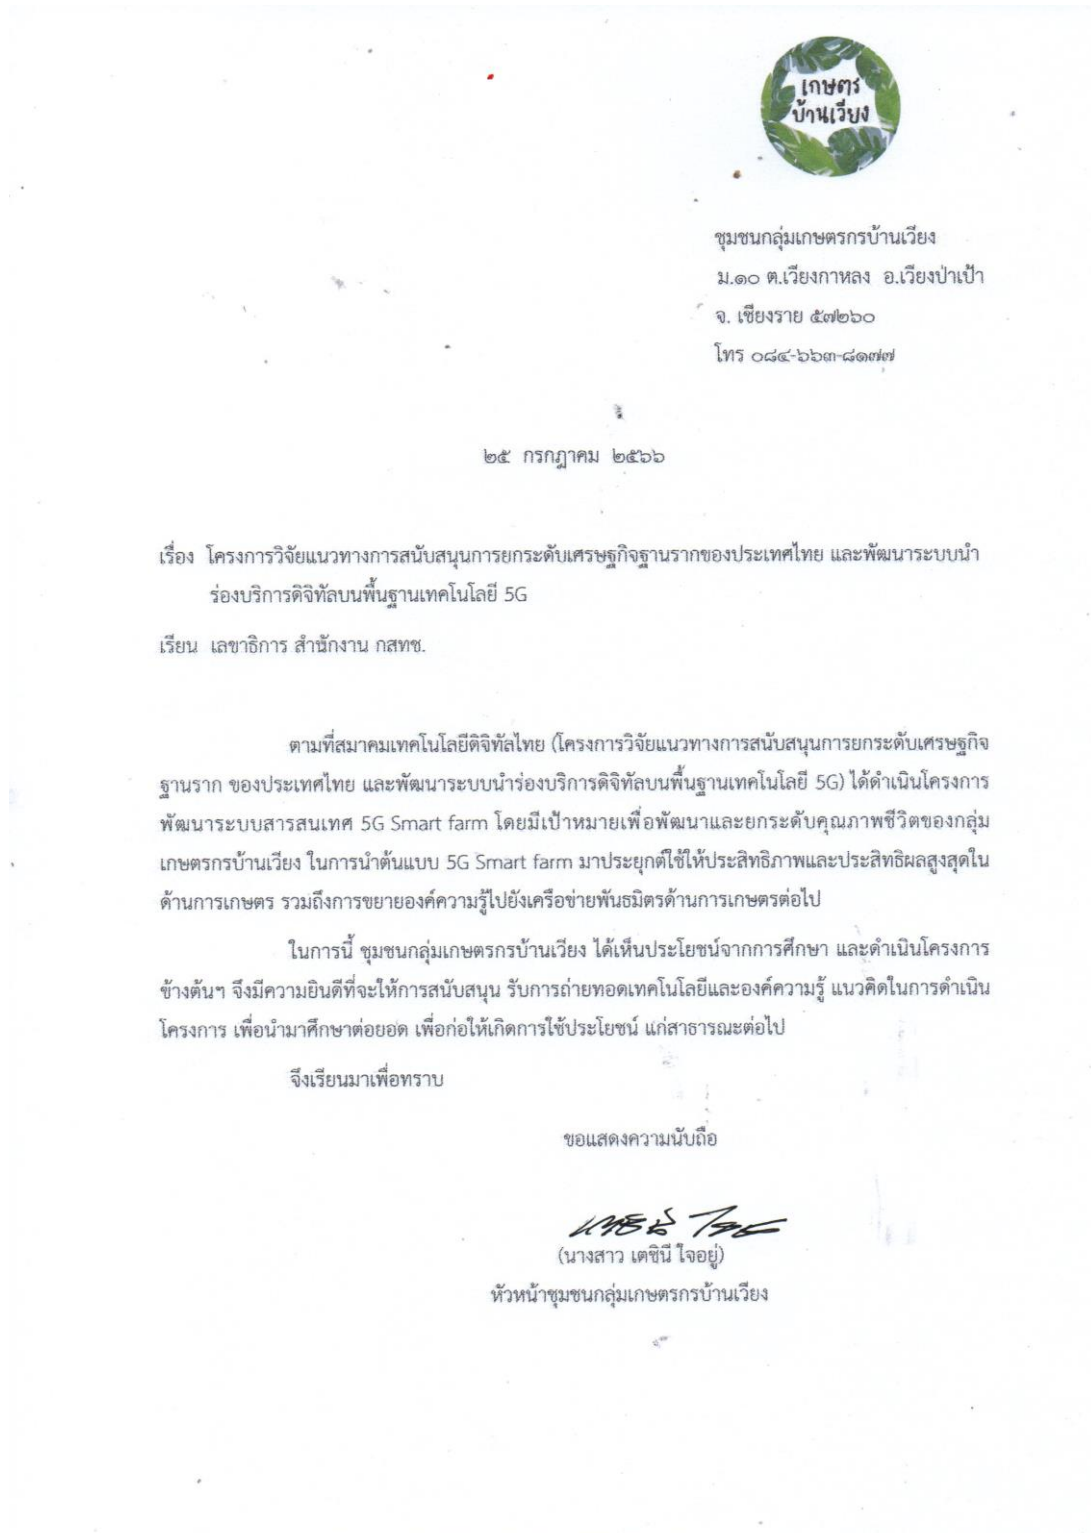 เกษตร
บ้านเวียง
ชุมชนกลุ่มเกษตรกรบ้านเวียง
ม.๑๐ ต.เวียงกาหลง อ.เวียงป่าเป้า
จ. เชียงราย ๕๗๒๖๐
โทร ๐๘๔-๖๖๓-๘๑๗๗
๒๕ กรกฎาคม ๒๕๖๖
เรื่อง โครงการวิจัยแนวทางการสนับสนุนการยกระดับเศรษฐกิจฐานรากของประเทศไทย และพัฒนาระบบนำ
ร่องบริการดิจิทัลบนพื้นฐานเทคโนโลยี 5G
เรียน เลขาธิการ สำนักงาน กสทช.
ตามที่สมาคมเทคโนโลยีดิจิทัลไทย (โครงการวิจัยแนวทางการสนับสนุนการยกระดับเศรษฐกิจ
ฐานราก ของประเทศไทย และพัฒนาระบบนำร่องบริการดิจิทัลบนพื้นฐานเทคโนโลยี 5G) ได้ดำเนินโครงการ
พัฒนาระบบสารสนเทศ 5G Smart farm โดยมีเป้าหมายเพื่อพัฒนาและยกระดับคุณภาพชีวิตของกลุ่ม
เกษตรกรบ้านเวียง ในการนำต้นแบบ 5G Smart farm มาประยุกต์ใช้ให้ประสิทธิภาพและประสิทธิผลสูงสุดใน
ด้านการเกษตร รวมถึงการขยายองค์ความรู้ไปยังเครือข่ายพันธมิตรด้านการเกษตรต่อไป
ในการนี้ ชุมชนกลุ่มเกษตรกรบ้านเวียง ได้เห็นประโยชน์จากการศึกษา และดำเนินโครงการ
ข้างต้นฯ จึงมีความยินดีที่จะให้การสนับสนุน รับการถ่ายทอดเทคโนโลยีและองค์ความรู้ แนวคิดในการดำเนิน
โครงการ เพื่อนำมาศึกษาต่อยอด เพื่อก่อให้เกิดการใช้ประโยชน์ แก่สาธารณะต่อไป
จึงเรียนมาเพื่อทราบ
ขอแสดงความนับถือ
(นางสาว เตชินี ใจอยู่)
หัวหน้าชุมชนกลุ่มเกษตรกรบ้านเวียง